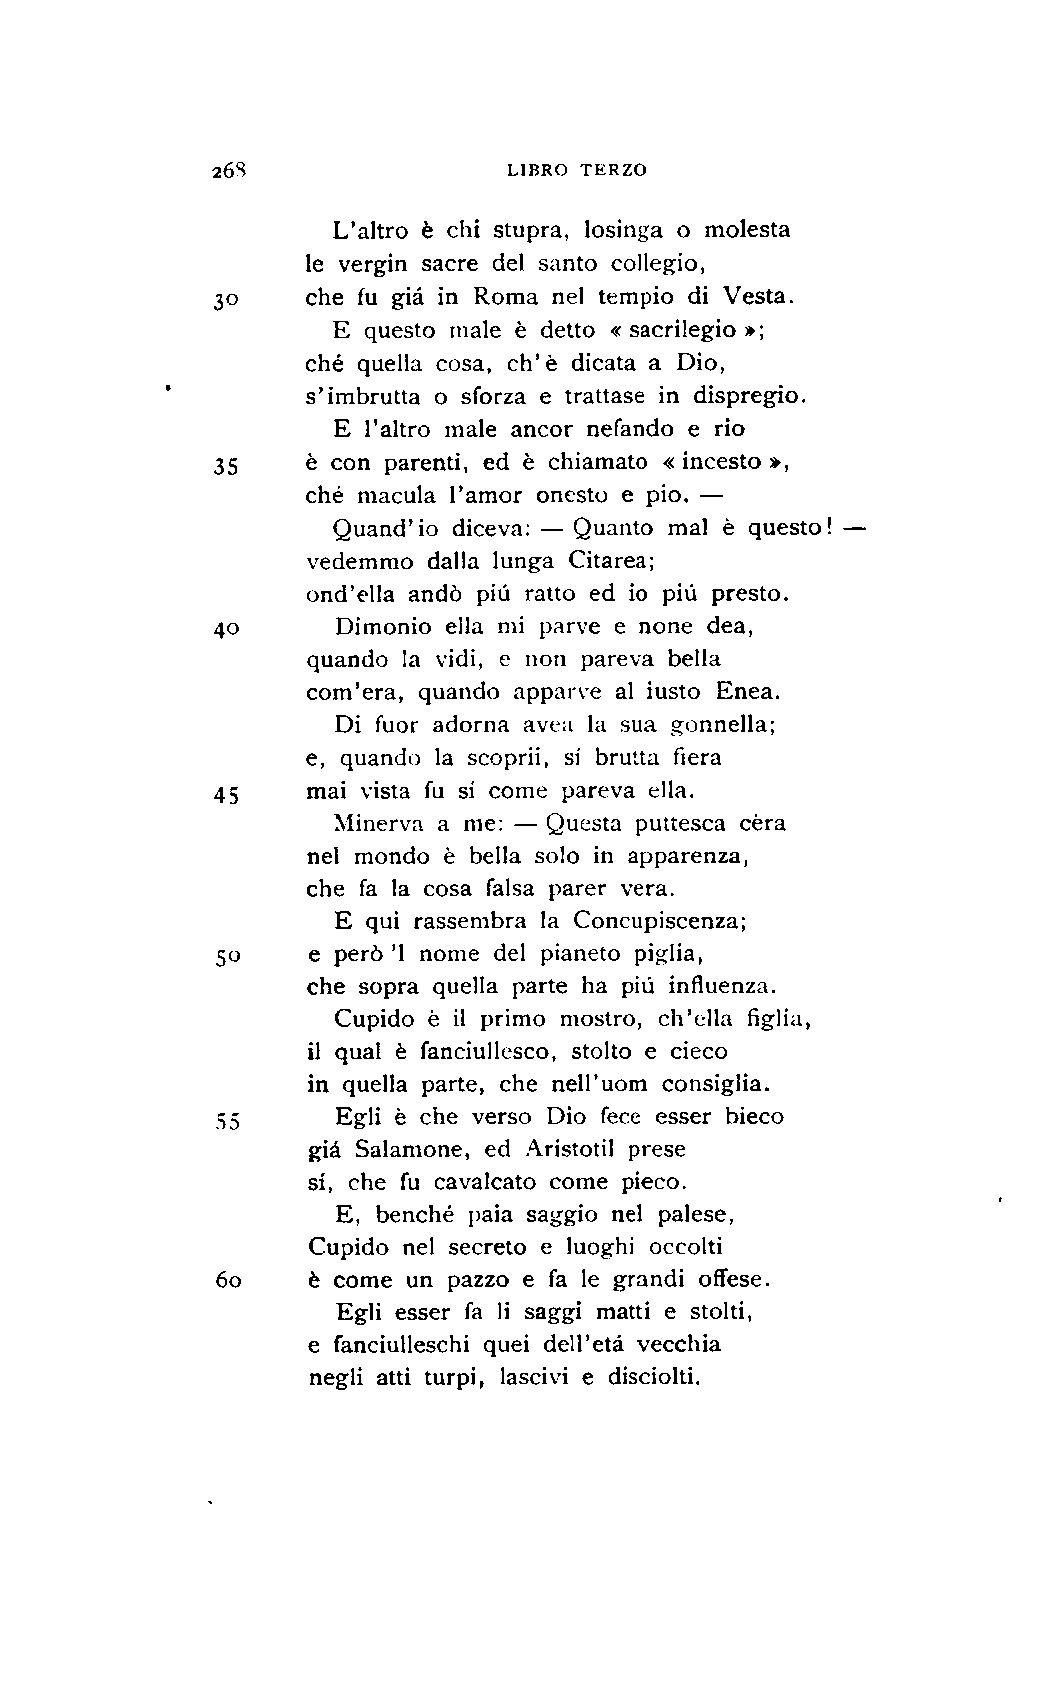 268 LIBRO TERZO
L'altro è chi stupra, losinga o molesta
le vergin sacre del santo collegio,
30 che fu giá in Roma nel tempio di Vesta.
E questo male è detto « sacrilegio »;
ché quella cosa, ch'è dicata a Dio,
s'imbrutta o sforza e trattase in dispregio.
E l'altro male ancor nefando e rio
35 è con parenti, ed è chiamato « incesto »,
ché macula l'amor onesto e pio. —
Quand'io diceva: — Quanto mal è questo! —
vedemmo dalla lunga Citarea;
ond'ella andò piú ratto ed io piú presto.
40 Dimonio ella mi parve e none dea,
quando la vidi, e non pareva bella
com'era, quando apparve al iusto Enea.
Di fuor adorna avea la sua gonnella;
e, quando la scoprii, sí brutta fiera
45 mai vista fu sí come pareva ella.
Minerva a me: — Questa puttesca cèra
nel mondo è bella solo in apparenza,
che fa la cosa falsa parer vera.
E qui rassembra la Concupiscenza;
50 e però 'l nome del pianeto piglia,
che sopra quella parte ha piú influenza.
Cupido è il primo mostro, ch'ella figlia,
il qual è fanciullesco, stolto e cieco
in quella parte, che nell'uom consiglia.
55 Egli è che verso Dio fece esser bieco
giá Salamone, ed Aristotil prese
sí, che fu cavalcato come pieco.
E, benché paia saggio nel palese,
Cupido nel secreto e luoghi occolti
60 è come un pazzo e fa le grandi offese.
Egli esser fa li saggi matti e stolti,
e fanciulleschi quei dell'etá vecchia
negli atti turpi, lascivi e disciolti.